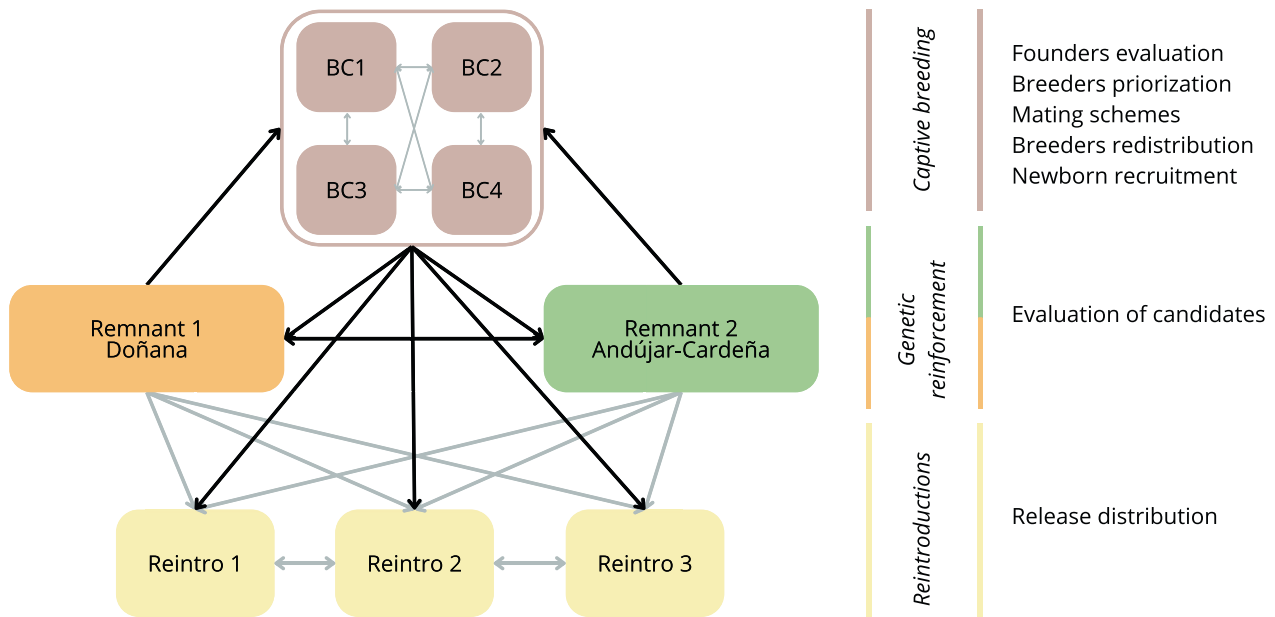 BC1
BC2
BC3
BC4
Remnant 1
Doñana
Remnant 2
Andújar-Cardeña
Reintro 1
Reintro 2
Reintro 3
Captive breeding
Founders evaluation
Breeders priorization
Mating schemes
Breeders redistribution
Newborn recruitment
Genetic
reinforcement
Evaluation of candidates
Reintroductions
Release distribution